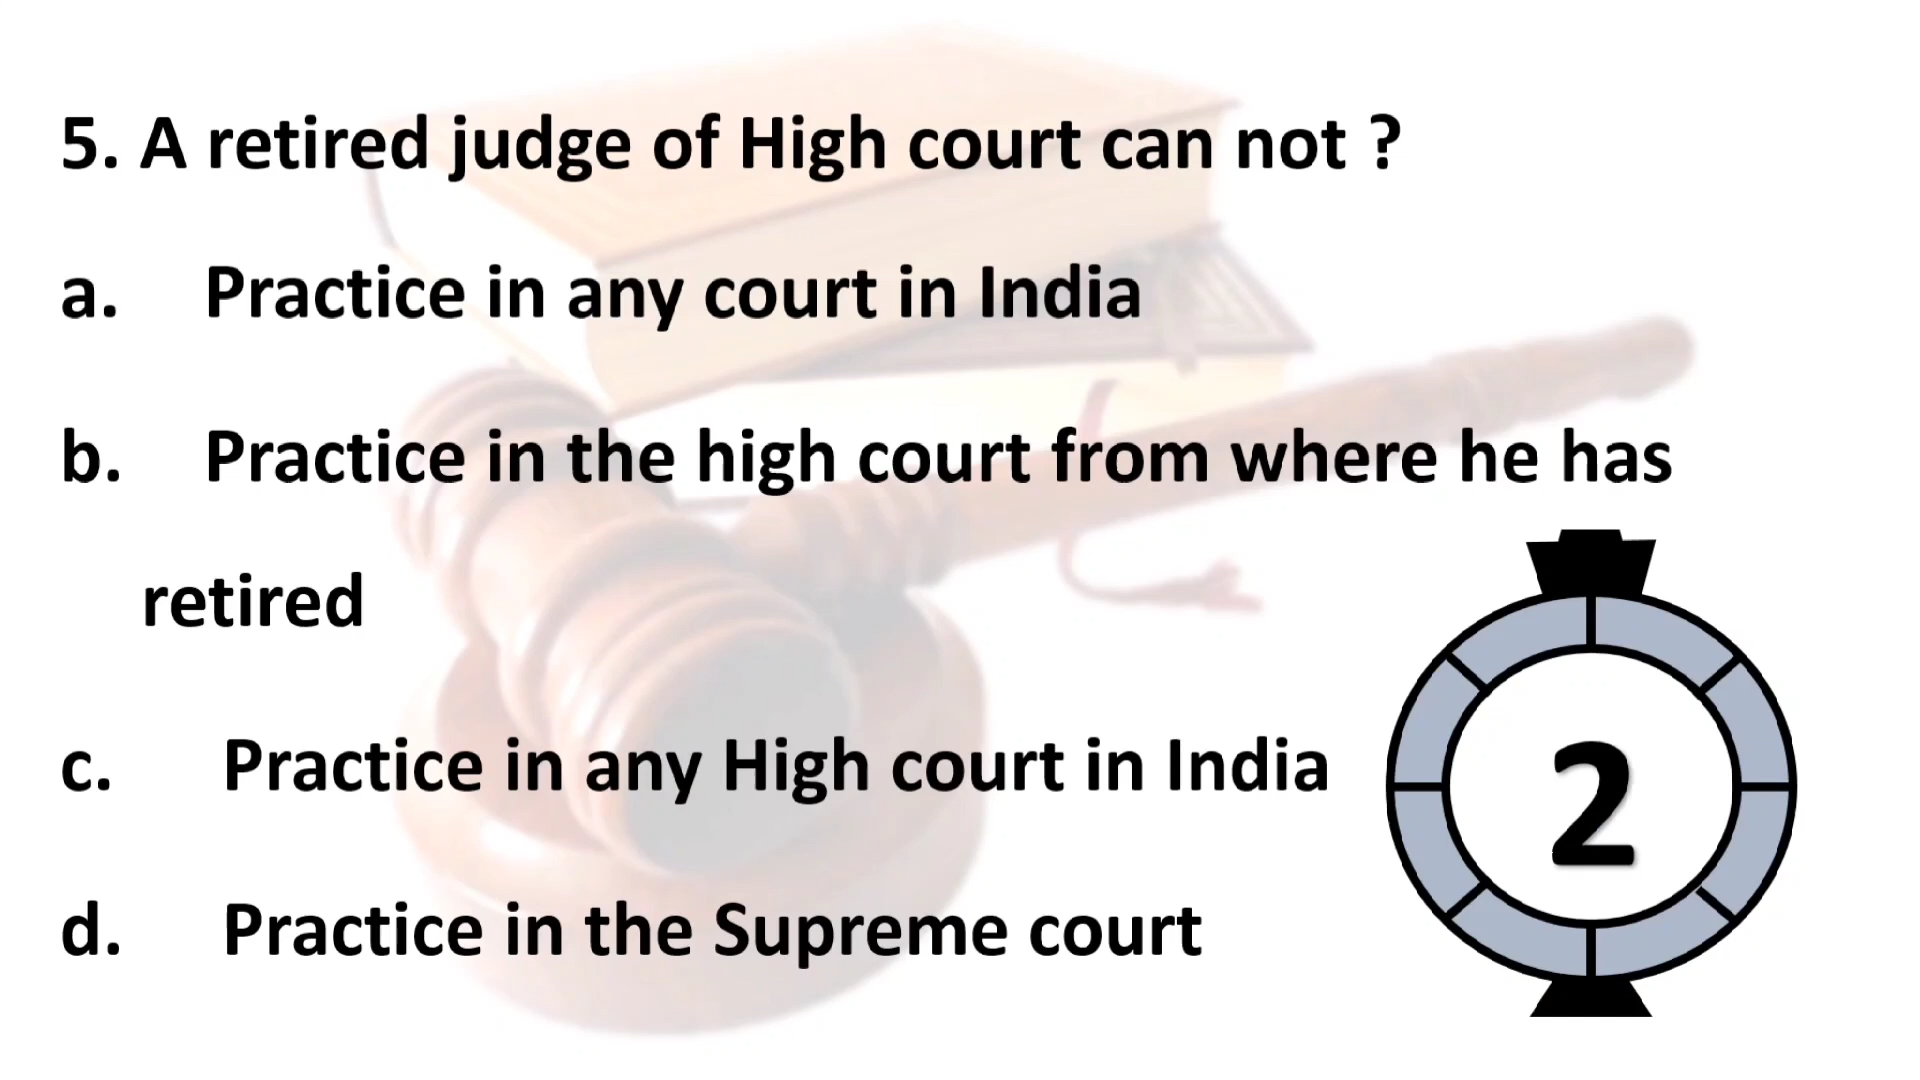 5. A retired judge of High court can not ?
a. Practice in any court in India
b. Practice in the high court from where he has
retired
c. Practice in any High court in India
d. Practice in the Supreme court
2